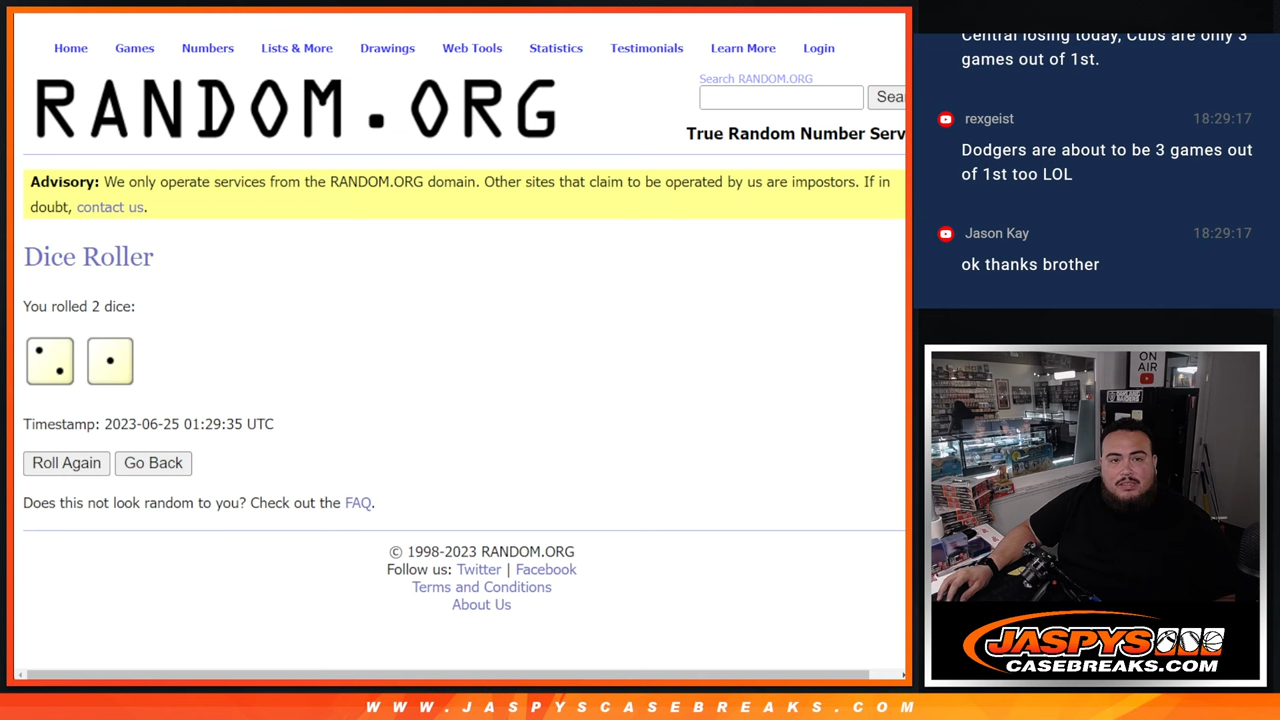 Home Games Numbers Lists & More Drawings Web Tools Statistics Testimonials Learn More Login
RANDOM.ORG
Search RANDOM.ORG
Sear
True Random Number Serv
Advisory: We only operate services from the RANDOM.ORG domain. Other sites that claim to be operated by us are impostors. If in
doubt, contact us.
Dice Roller
You rolled 2 dice:
Timestamp: 2023-06-25 01:29:35 UTC
Roll Again Go Back
Does this not look random to you? Check out the FAQ.
© 1998-2023 RANDOM.ORG
Follow us: Twitter | Facebook
Terms and Conditions
About Us
Central losing today, Cubs are only 3
games out of 1st.
rexgeist 18:29:17
Dodgers are about to be 3 games out
of 1st too LOL
Jason Kay 18:29:17
ok thanks brother
ON
AIR
JASPYS
CASEBREAKS.COM
WWW.JASPYSCASEBREAKS.COM